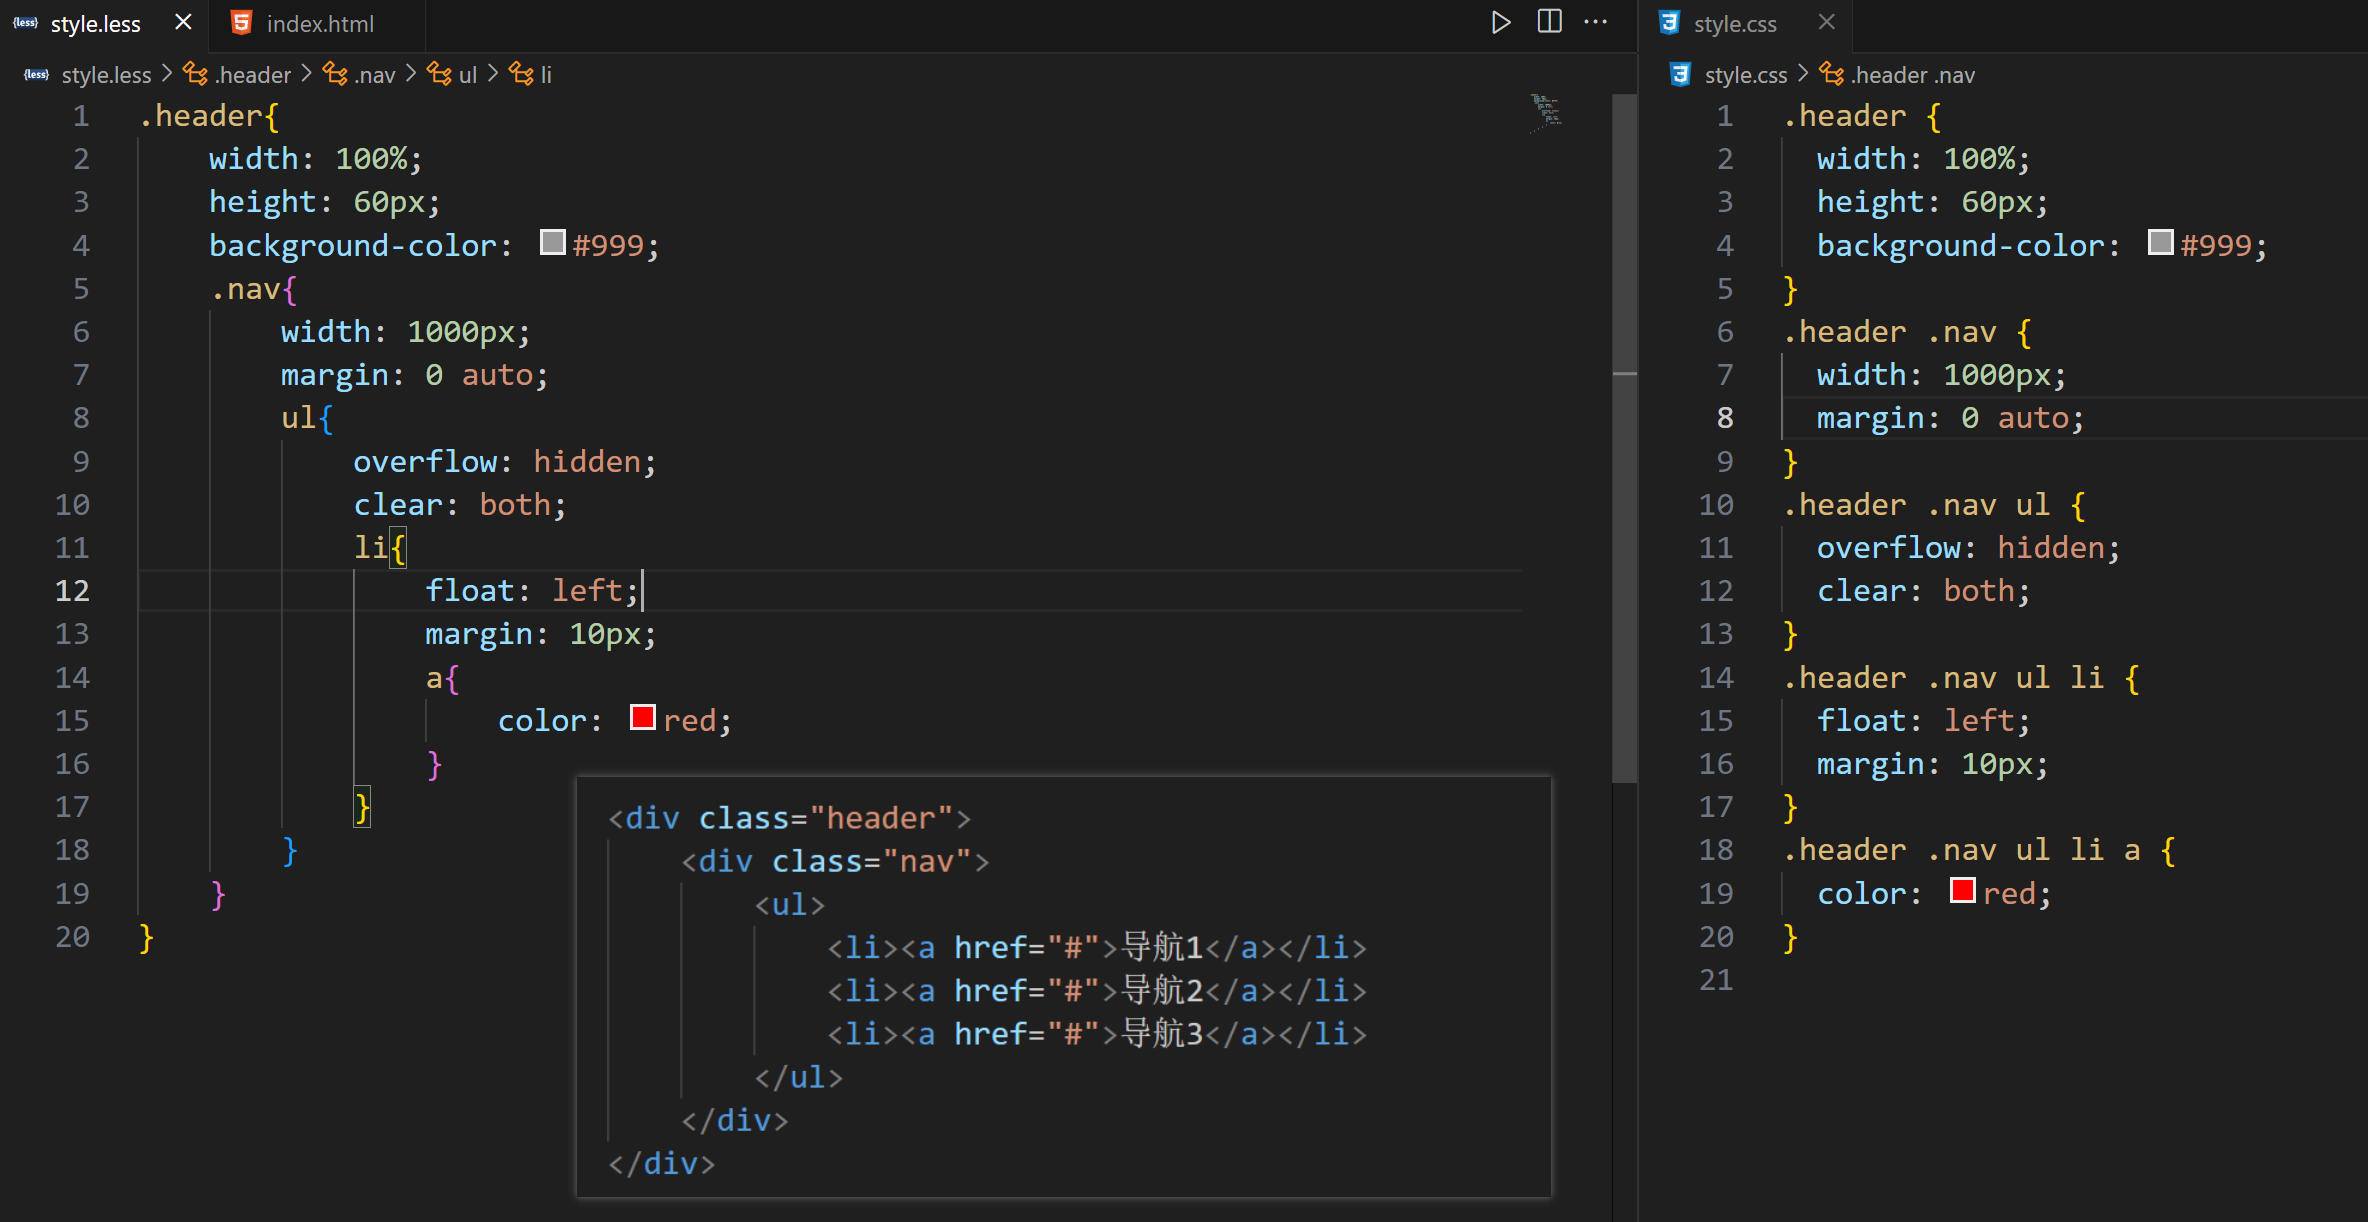 style.less
index.html
style.less > .header > .nav > ul > li
1 .header{
2 width: 100%;
3 height: 60px;
4 background-color: #999;
5 .nav{
6 width: 1000px;
7 margin: 0 auto;
8 ul{
9 overflow: hidden;
10 clear: both;
11 li{
12 float: left;
13 margin: 10px;
14 a{
15 color: red;
16 }
17 }
18 }
19 }
20 }
<div class="header">
<div class="nav">
<ul>
<li><a href="#">导航1</a></li>
<li><a href="#">导航2</a></li>
<li><a href="#">导航3</a></li>
</ul>
</div>
</div>
style.css
style.css > .header .nav
1 .header {
2 width: 100%;
3 height: 60px;
4 background-color: #999;
5 }
6 .header .nav {
7 width: 1000px;
8 margin: 0 auto;
9 }
10 .header .nav ul {
11 overflow: hidden;
12 clear: both;
13 }
14 .header .nav ul li {
15 float: left;
16 margin: 10px;
17 }
18 .header .nav ul li a {
19 color: red;
20 }
21